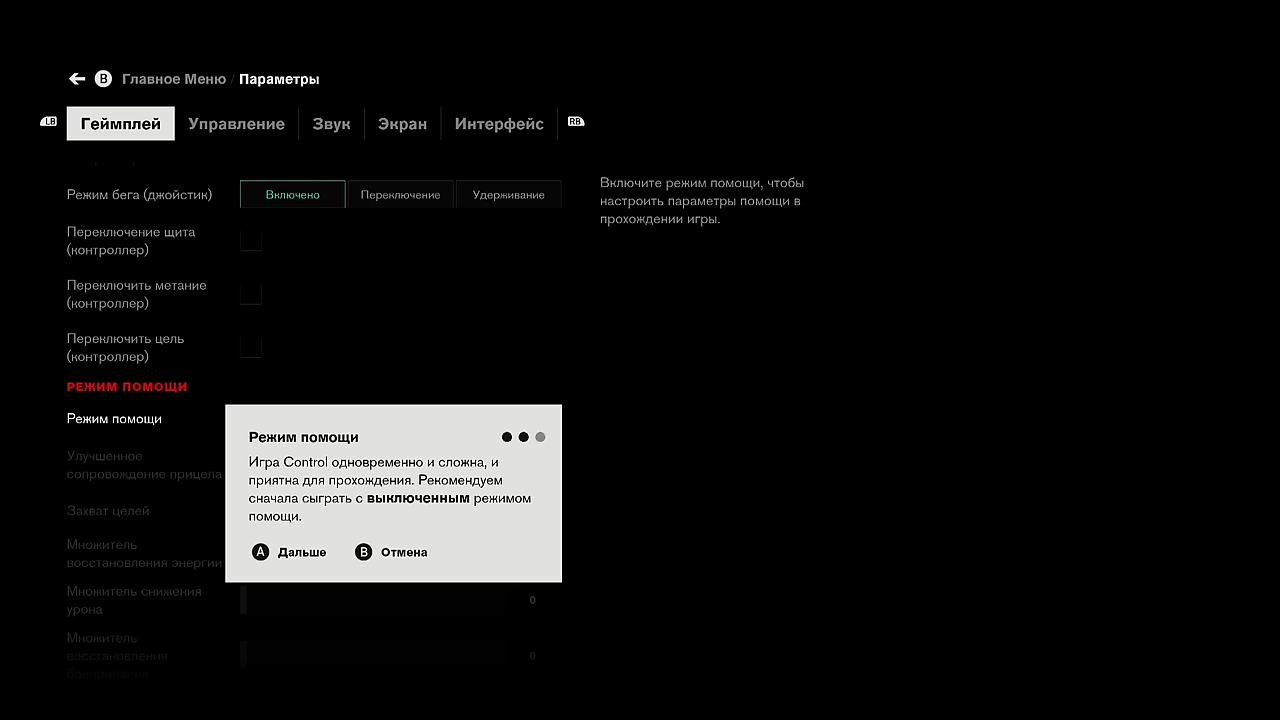 B Главное Меню / Параметры
LB Геймплей Управление Звук Экран Интерфейс RB
Режим бега (джойстик) Включено Переключение Удерживание
Включите режим помощи, чтобы
настроить параметры помощи в
прохождении игры.
Переключение щита
(контроллер)
Переключить метание
(контроллер)
Переключить цель
(контроллер)
РЕЖИМ ПОМОЩИ
Режим помощи
Улучшенное
сопровождение прицела
Захват целей
Множитель
восстановления энергии
Режим помощи
Игра Control одновременно и сложна, и
приятна для прохождения. Рекомендуем
сначала сыграть с выключенным режимом
помощи.
A Дальше B Отмена
Множитель снижения
урона
0
Множитель
восстановления
боеприпасов
0